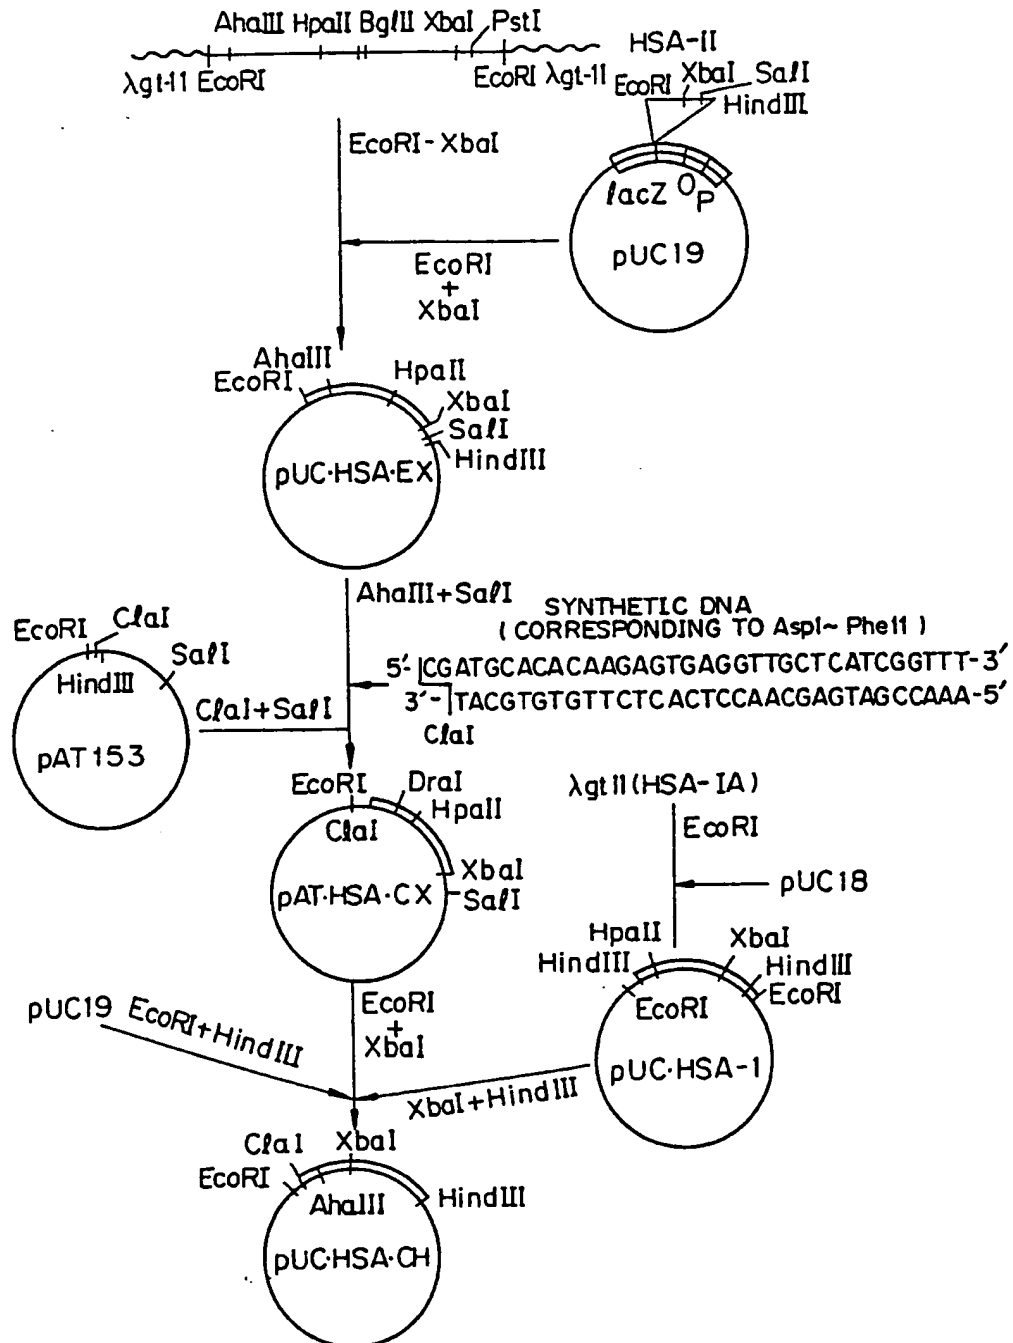 AhaIII HpaII BglII XbaI PstI
λgt-11 EcoRI EcoRI λgt-11
HSA-II
EcoRI XbaI SalI
HindIII
EcoRI-XbaI
lacZ O P
pUC19
EcoRI
+
XbaI
AhaIII
EcoRI
HpaII
XbaI
SalI
HindIII
pUC·HSA·EX
AhaIII+SalI
SYNTHETIC DNA
( CORRESPONDING TO Asp1~ Phe11 )
5'- CGATGCACACAAGAGTGAGGTTGCTCATCGGTTT-3'
3'- TACGTGTGTTCTCACTCCAACGAGTAGCCAAA-5'
ClaI
EcoRI ClaI
SalI
HindIII
ClaI+SalI
pAT153
EcoRI DraI
HpaII
ClaI
XbaI
SalI
pAT·HSA·CX
λgt11(HSA-IA)
EcoRI
pUC18
HpaII XbaI
HindIII HindIII
EcoRI EcoRI
pUC·HSA-1
EcoRI
+
XbaI
pUC19 EcoRI+HindIII
XbaI+HindIII
ClaI XbaI
EcoRI
AhaIII HindIII
pUC·HSA·CH